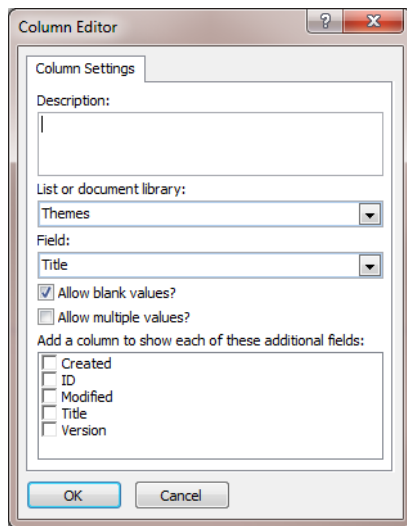 Column Editor
?
X
Column Settings
Description:
List or document library:
Themes
Field:
Title
Allow blank values?
Allow multiple values?
Add a column to show each of these additional fields:
Created
ID
Modified
Title
Version
OK Cancel